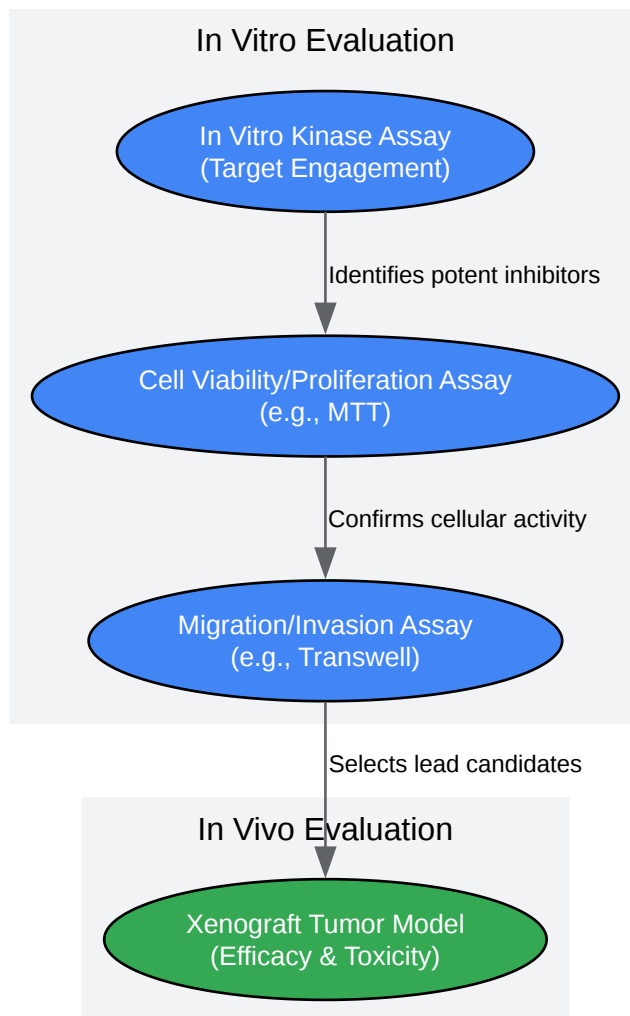 In Vitro Evaluation
In Vitro Kinase Assay
(Target Engagement)
Identifies potent inhibitors
Cell Viability/Proliferation Assay
(e.g., MTT)
Confirms cellular activity
Migration/Invasion Assay
(e.g., Transwell)
Selects lead candidates
In Vivo Evaluation
Xenograft Tumor Model
(Efficacy & Toxicity)